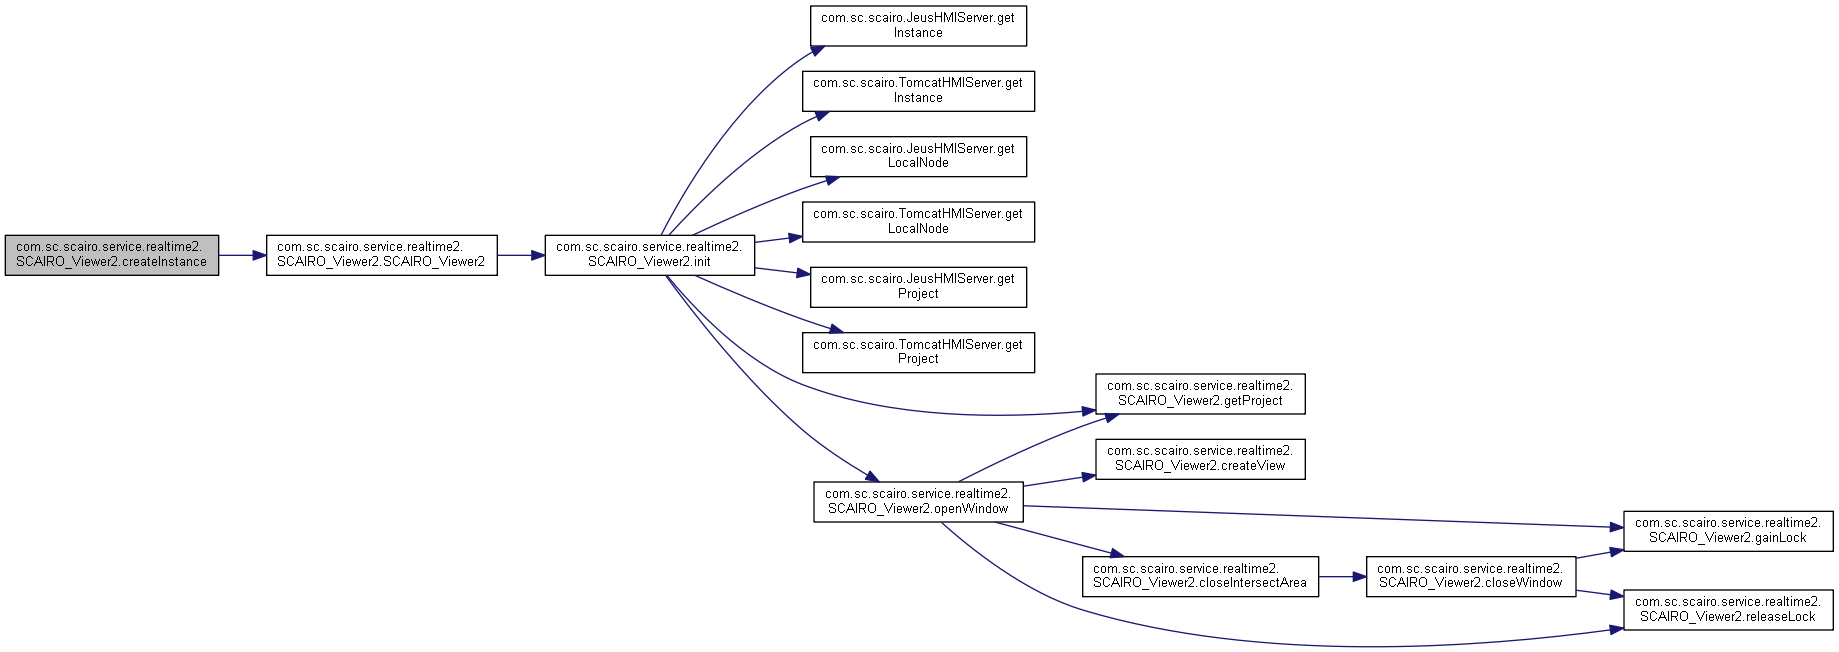 com.sc.scairo.JeusHMIServer.get
Instance
com.sc.scairo.TomcatHMIServer.get
Instance
com.sc.scairo.JeusHMIServer.get
LocalNode
com.sc.scairo.TomcatHMIServer.get
LocalNode
com.sc.scairo.service.realtime2.
SCAIRO_Viewer2.createInstance
com.sc.scairo.service.realtime2.
SCAIRO_Viewer2.SCAIRO_Viewer2
com.sc.scairo.service.realtime2.
SCAIRO_Viewer2.init
com.sc.scairo.JeusHMIServer.get
Project
com.sc.scairo.TomcatHMIServer.get
Project
com.sc.scairo.service.realtime2.
SCAIRO_Viewer2.getProject
com.sc.scairo.service.realtime2.
SCAIRO_Viewer2.createView
com.sc.scairo.service.realtime2.
SCAIRO_Viewer2.openWindow
com.sc.scairo.service.realtime2.
SCAIRO_Viewer2.gainLock
com.sc.scairo.service.realtime2.
SCAIRO_Viewer2.closeIntersectArea
com.sc.scairo.service.realtime2.
SCAIRO_Viewer2.closeWindow
com.sc.scairo.service.realtime2.
SCAIRO_Viewer2.releaseLock